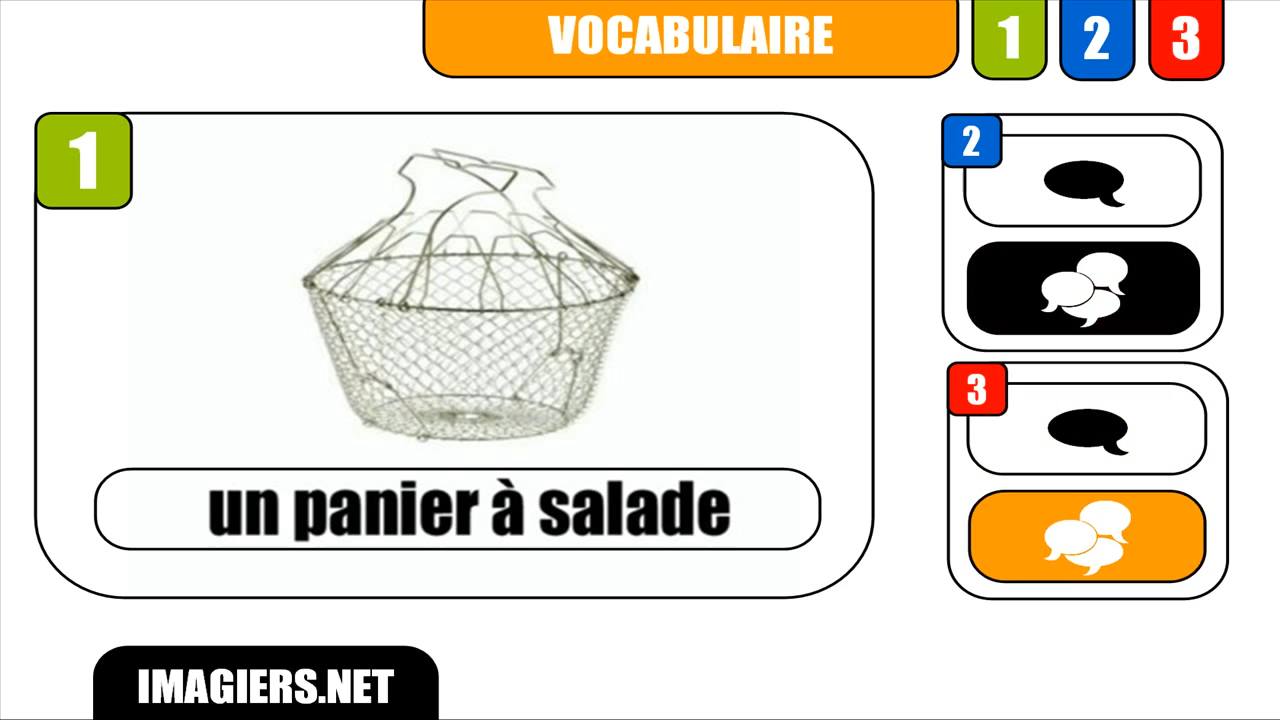 VOCABULAIRE
1 2 3
1
un panier à salade
2
3
IMAGIERS.NET